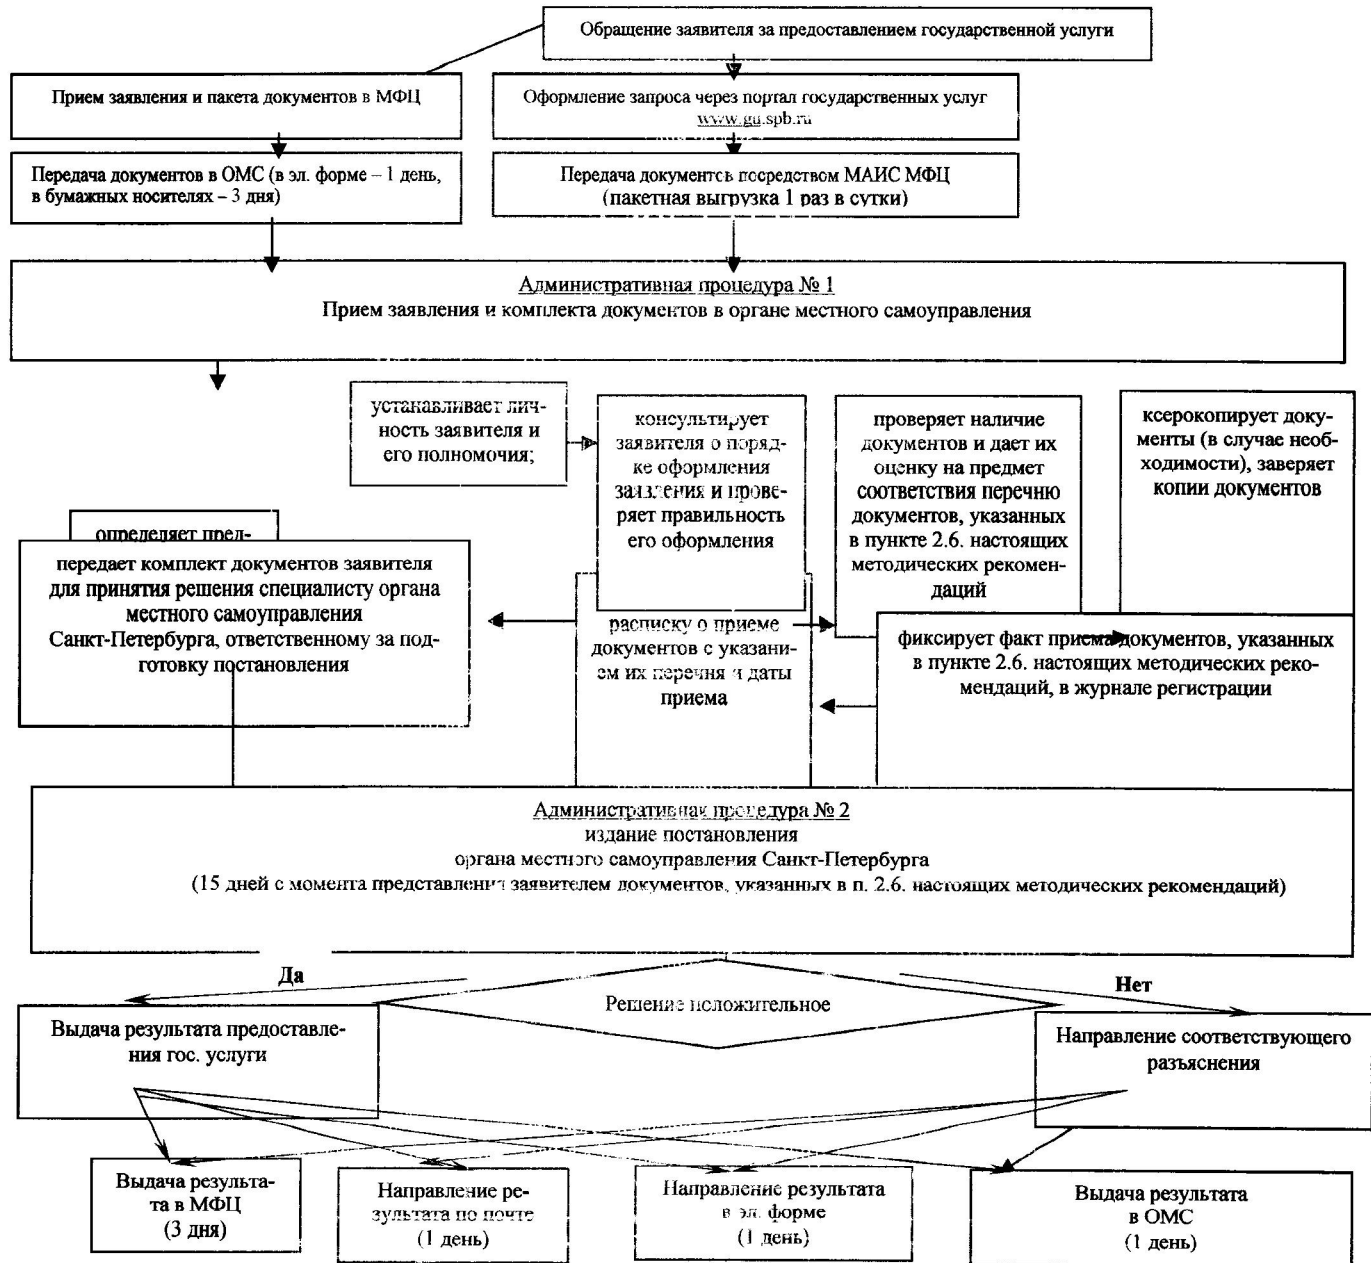 Обращение заявителя за предоставлением государственной услуги
Прием заявления и пакета документов в МФЦ
Оформление запроса через портал государственных услуг
www.gu.spb.ru
Передача документов в ОМС (в эл. форме – 1 день,
в бумажных носителях – 3 дня)
Передача документов посредством МАИС МФЦ
(пакетная выгрузка 1 раз в сутки)
Административная процедура № 1
Прием заявления и комплекта документов в органе местного самоуправления
устанавливает лич-
ность заявителя и
его полномочия;
консультирует
заявителя о поряд-
ке оформления
заявления и прове-
ряет правильность
его оформления
проверяет наличие
документов и дает их
оценку на предмет
соответствия перечню
документов, указанных
в пункте 2.6. настоящих
методических рекомен-
даций
ксерокопирует доку-
менты (в случае необ-
ходимости), заверяет
копии документов
определяет пред-
передает комплект документов заявителя
для принятия решения специалисту органа
местного самоуправления
Санкт-Петербурга, ответственному за под-
готовку постановления
расписку о приеме
документов с указани-
ем их перечня и даты
приема
фиксирует факт приема документов, указанных
в пункте 2.6. настоящих методических реко-
мендаций, в журнале регистрации
Административная процедура № 2
издание постановления
органа местного самоуправления Санкт-Петербурга
(15 дней с момента представления заявителем документов, указанных в п. 2.6. настоящих методических рекомендаций)
Да
Решение положительное
Нет
Выдача результата предоставле-
ния гос. услуги
Направление соответствующего
разъяснения
Выдача результа-
та в МФЦ
(3 дня)
Направление ре-
зультата по почте
(1 день)
Направление результата
в эл. форме
(1 день)
Выдача результата
в ОМС
(1 день)